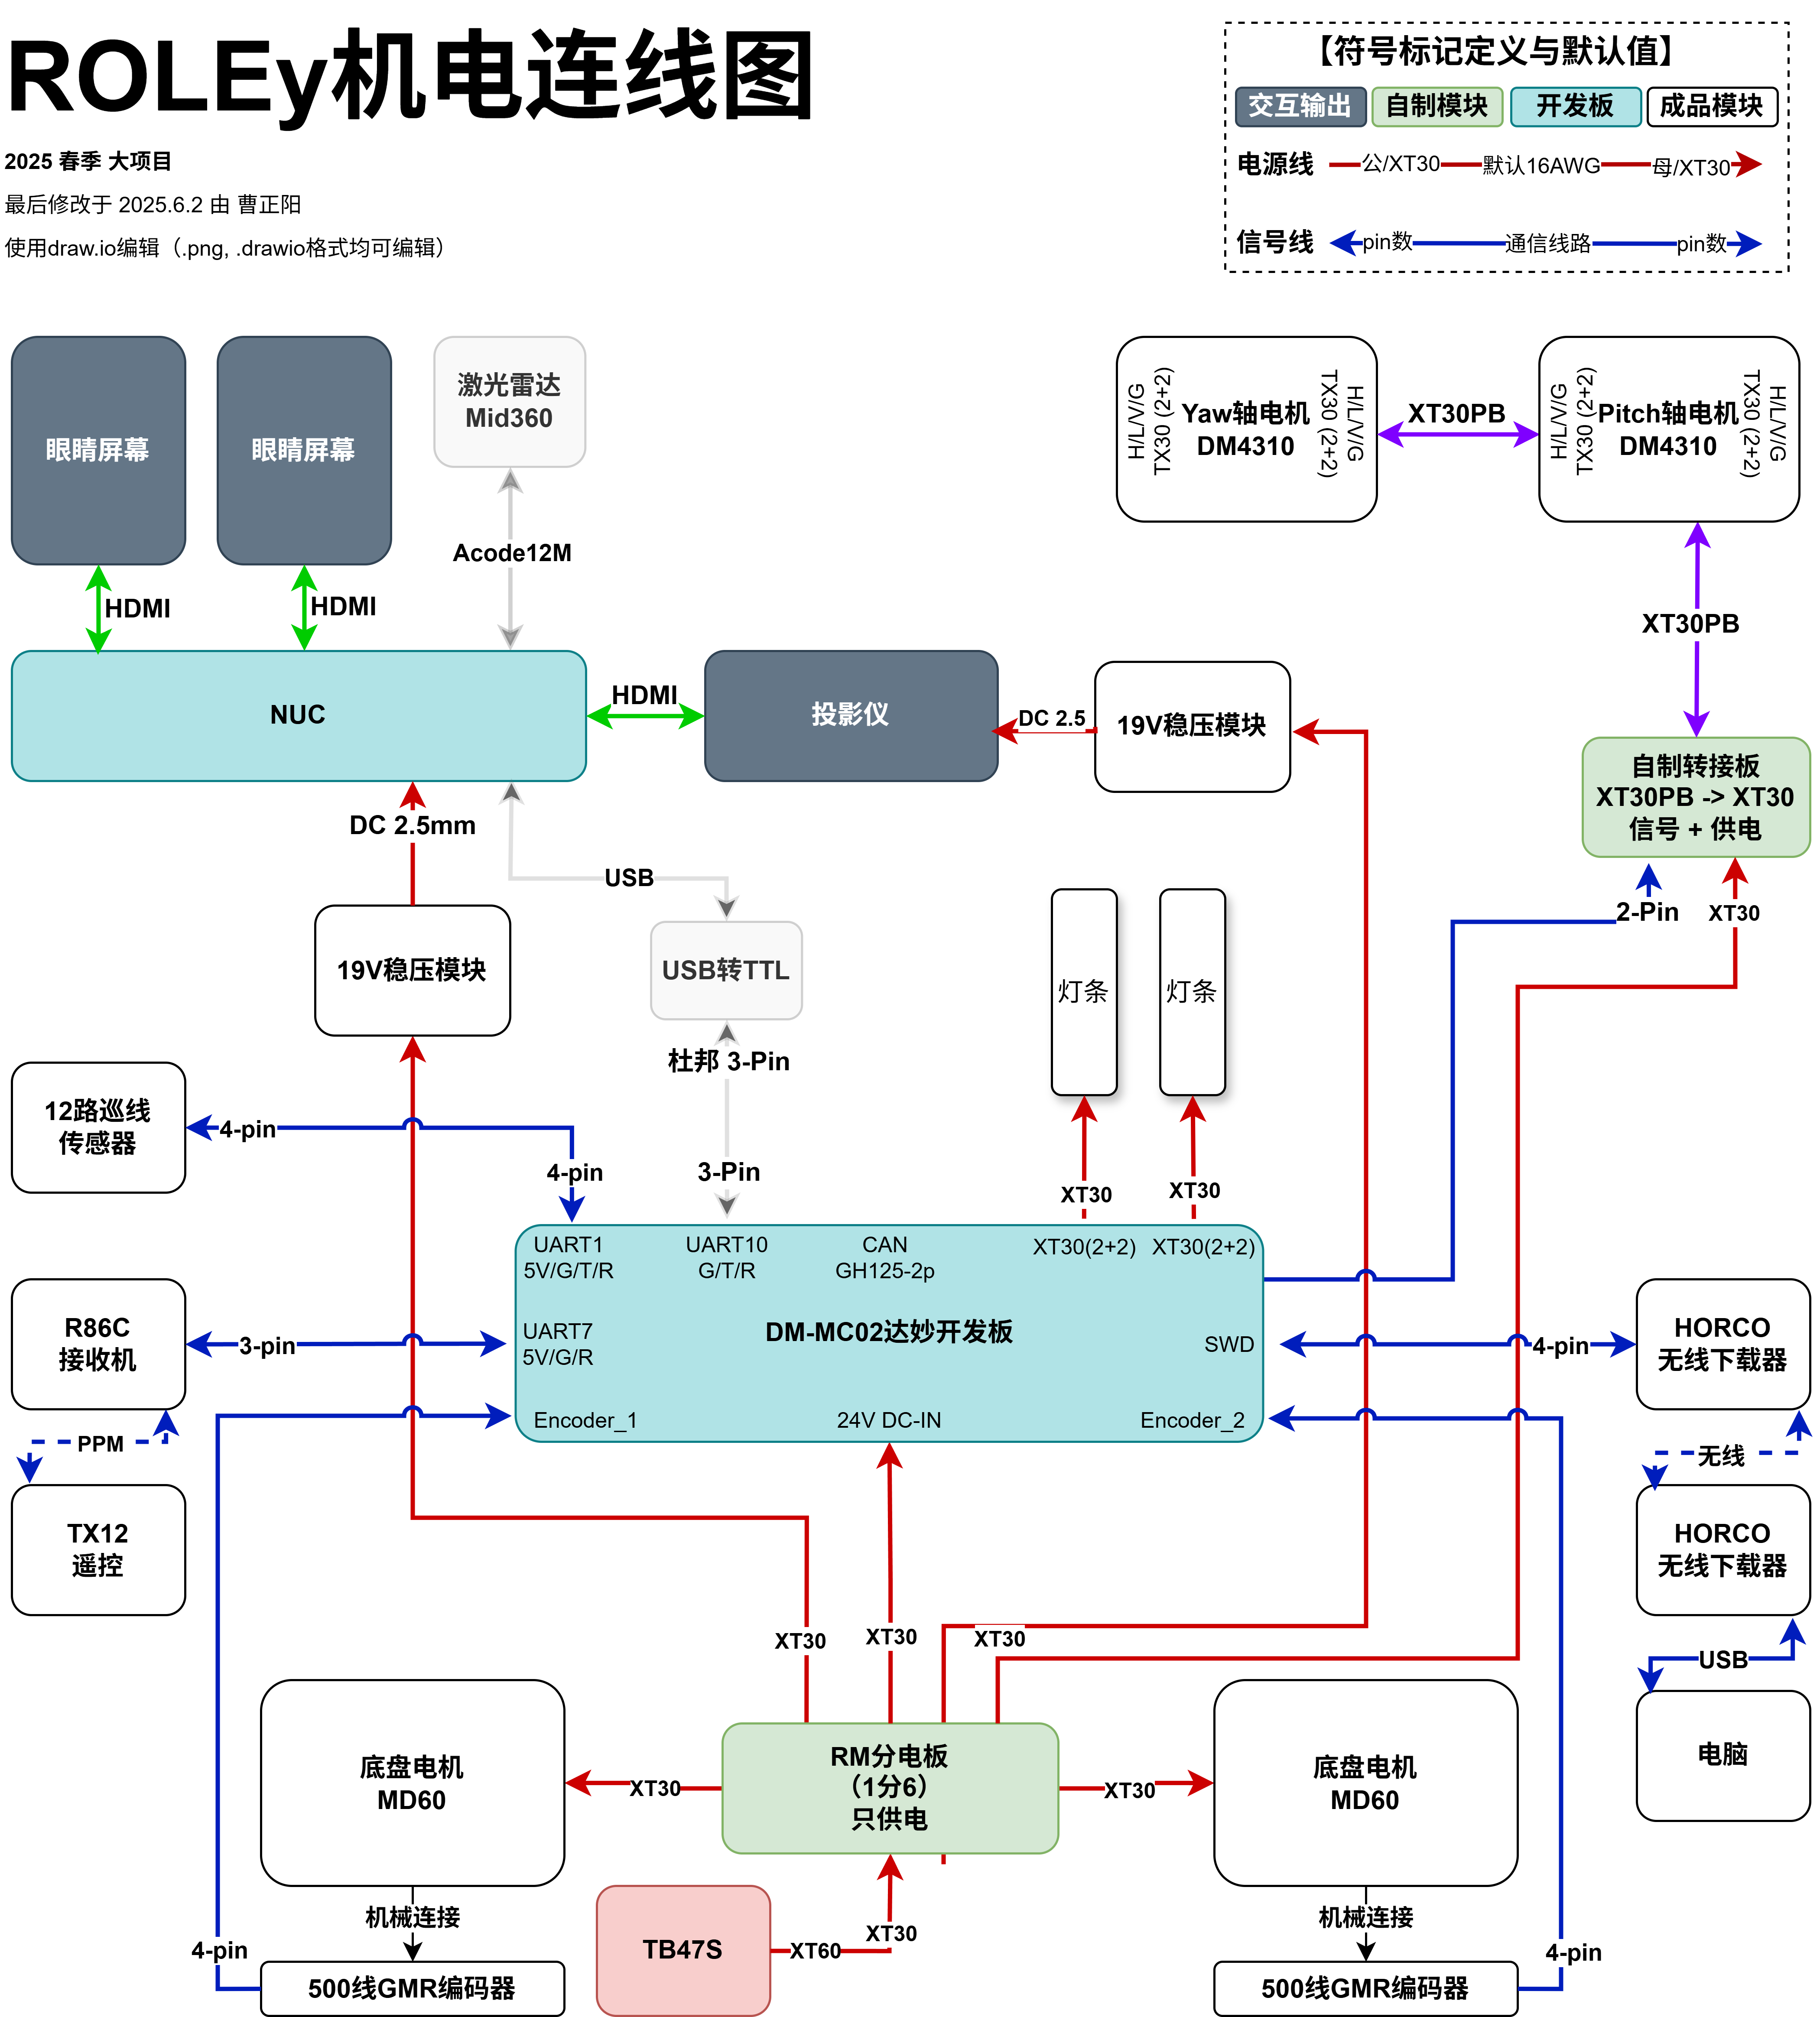 ROLEy机电连线图
2025 春季 大项目
最后修改于 2025.6.2 由 曹正阳
使用draw.io编辑（.png, .drawio格式均可编辑）
【符号标记定义与默认值】
交互输出
自制模块
开发板
成品模块
电源线
公/XT30
默认16AWG
母/XT30
信号线
pin数
通信线路
pin数
眼睛屏幕
眼睛屏幕
激光雷达
Mid360
H/L/V/G
TX30 (2+2)
Yaw轴电机
DM4310
H/L/V/G
TX30 (2+2)
XT30PB
H/L/V/G
TX30 (2+2)
Pitch轴电机
DM4310
H/L/V/G
TX30 (2+2)
HDMI
HDMI
Acode12M
XT30PB
NUC
HDMI
投影仪
DC 2.5
19V稳压模块
自制转接板
XT30PB -> XT30
信号 + 供电
DC 2.5mm
USB
2-Pin
XT30
19V稳压模块
USB转TTL
灯条
灯条
杜邦 3-Pin
12路巡线
传感器
4-pin
4-pin
3-Pin
XT30
XT30
UART1
5V/G/T/R
UART10
G/T/R
CAN
GH125-2p
XT30(2+2)
XT30(2+2)
R86C
接收机
3-pin
UART7
5V/G/R
DM-MC02达妙开发板
SWD
4-pin
HORCO
无线下载器
Encoder_1
24V DC-IN
Encoder_2
PPM
无线
TX12
遥控
HORCO
无线下载器
XT30
XT30
XT30
USB
底盘电机
MD60
XT30
RM分电板
（1分6）
只供电
XT30
底盘电机
MD60
电脑
机械连接
机械连接
4-pin
TB47S
XT60
XT30
4-pin
500线GMR编码器
500线GMR编码器